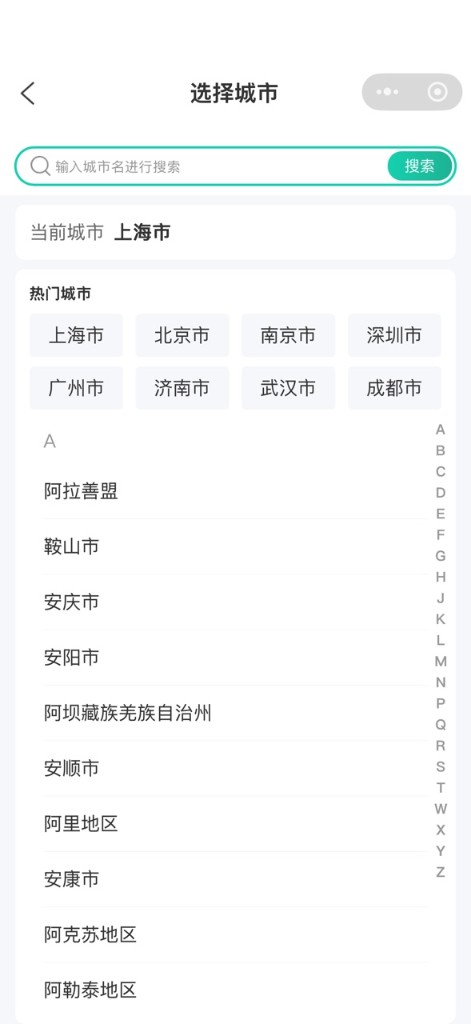 选择城市
输入城市名进行搜索
搜索
当前城市 上海市
热门城市
上海市 北京市 南京市 深圳市
广州市 济南市 武汉市 成都市
A
阿拉善盟
鞍山市
安庆市
安阳市
阿坝藏族羌族自治州
安顺市
阿里地区
安康市
阿克苏地区
阿勒泰地区
A
B
C
D
E
F
G
H
J
K
L
M
N
P
Q
R
S
T
W
X
Y
Z